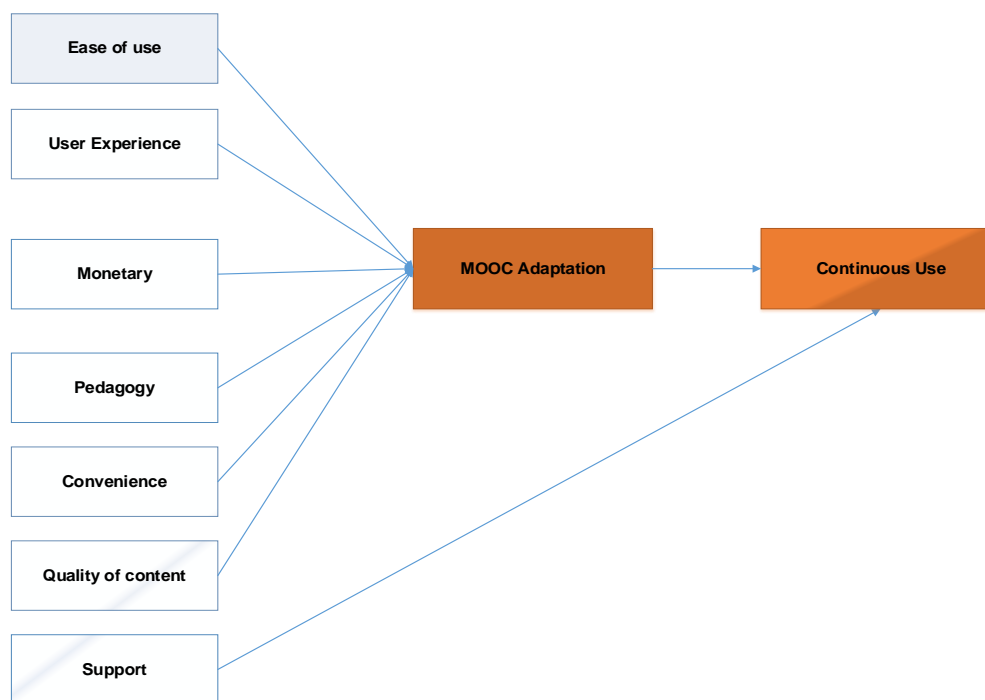 Ease of use
User Experience
Monetary
MOOC Adaptation
Continuous Use
Pedagogy
Convenience
Quality of content
Support